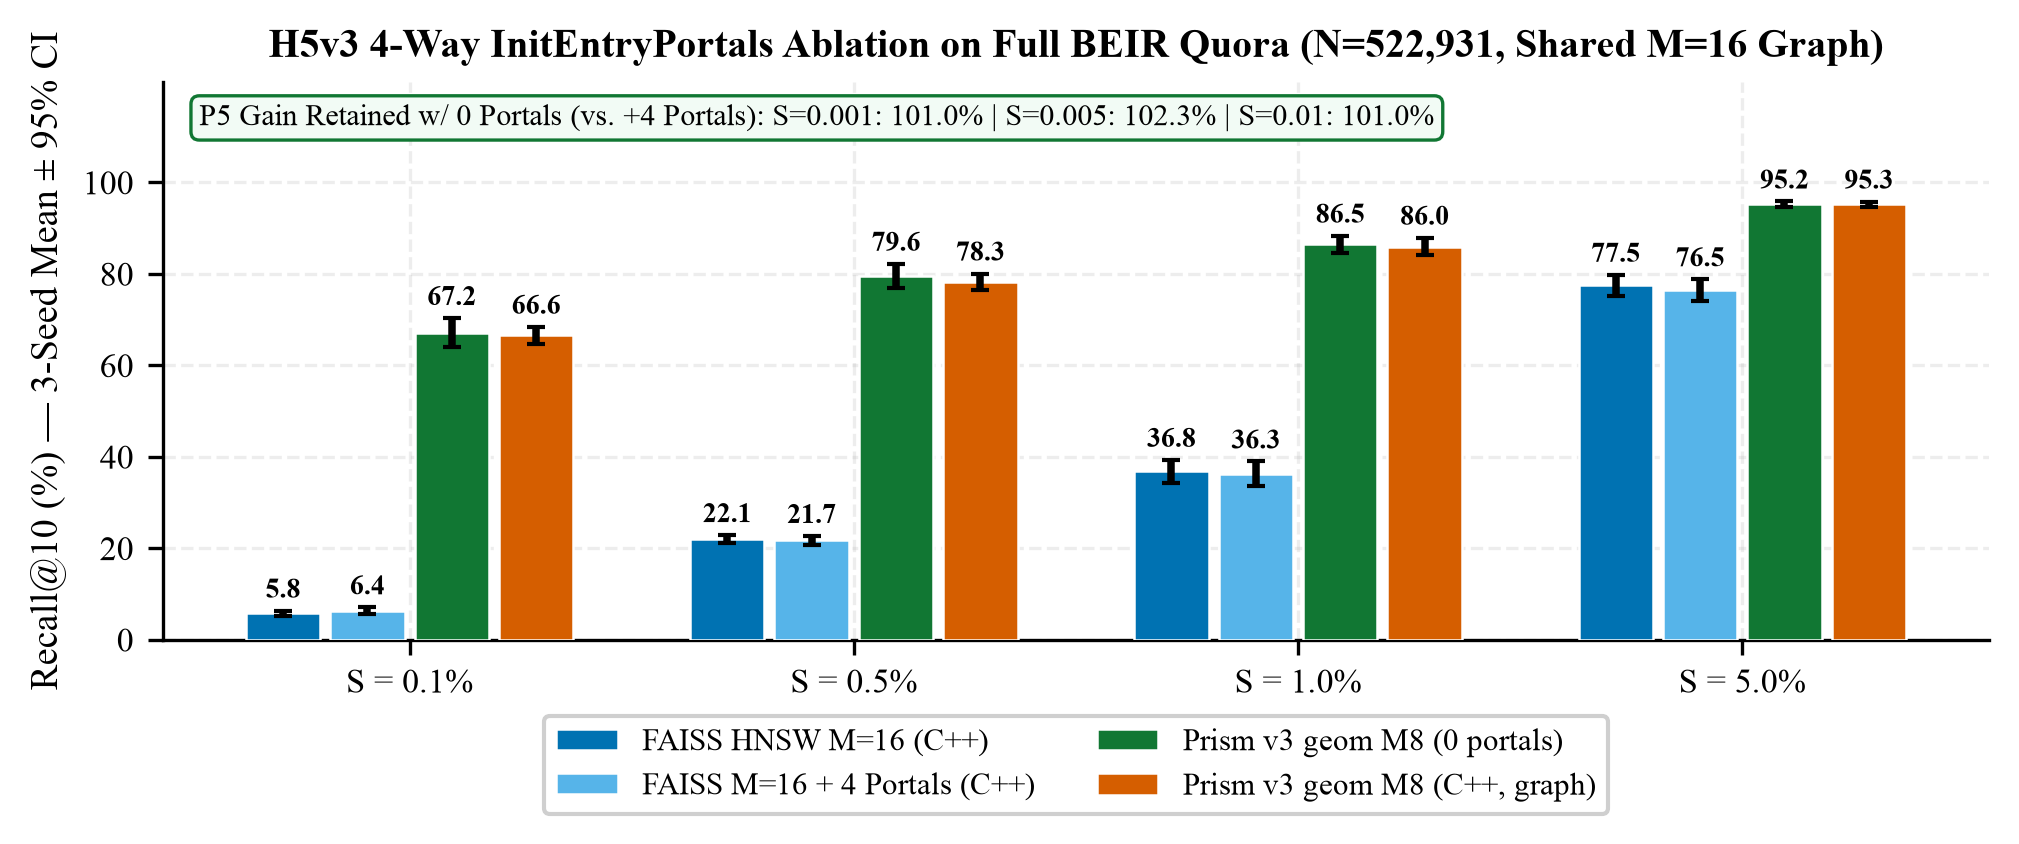 H5v3 4-Way InitEntryPortals Ablation on Full BEIR Quora (N=522,931, Shared M=16 Graph)
P5 Gain Retained w/ 0 Portals (vs. +4 Portals): S=0.001: 101.0% | S=0.005: 102.3% | S=0.01: 101.0%
Recall@10 (%) — 3-Seed Mean ± 95% CI
100
80
60
40
20
0
5.8
6.4
67.2
66.6
22.1
21.7
79.6
78.3
36.8
36.3
86.5
86.0
77.5
76.5
95.2
95.3
S = 0.1%
S = 0.5%
S = 1.0%
S = 5.0%
FAISS HNSW M=16 (C++)
FAISS M=16 + 4 Portals (C++)
Prism v3 geom M8 (0 portals)
Prism v3 geom M8 (C++, graph)